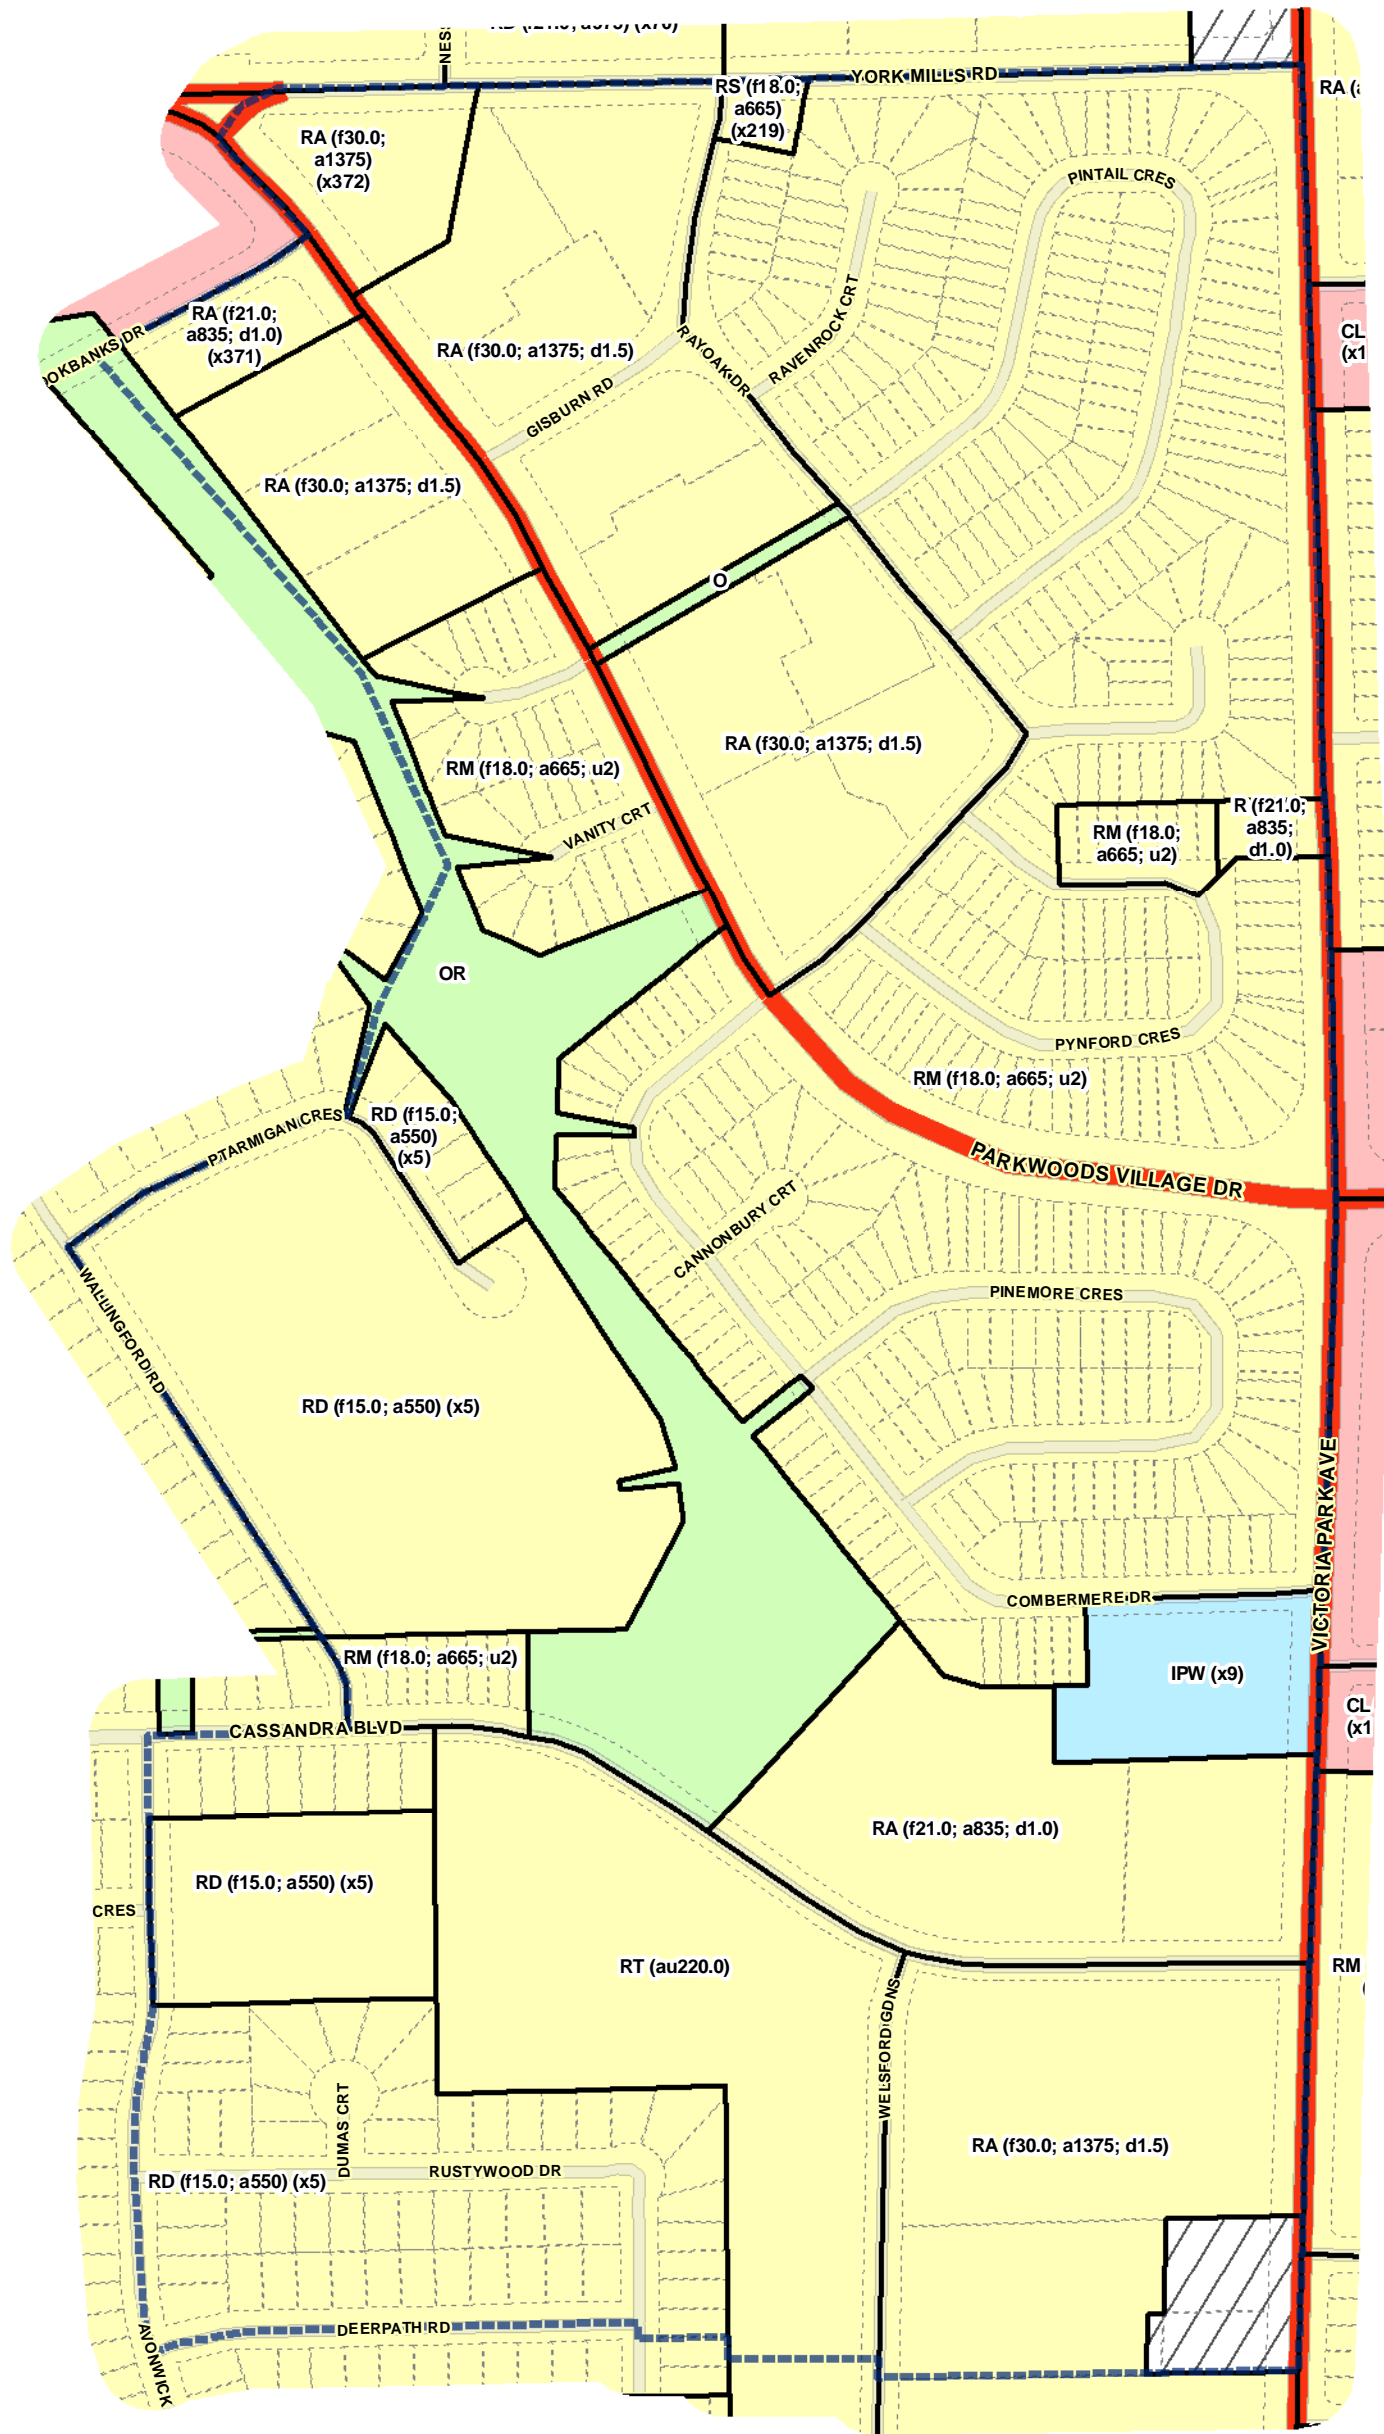 NES
YORK MILLS RD
RS (f18.0;
a665)
(x219)
RA (f30.0;
a1375)
(x372)
PINTAIL CRES
RA (f21.0;
a835; d1.0)
(x371)
OOKBANKS DR
RA (f30.0; a1375; d1.5)
RAYOAK DR
RAVENROCK CRT
GISBURN RD
CL
(x1
RA (f30.0; a1375; d1.5)
O
RA (f30.0; a1375; d1.5)
RM (f18.0; a665; u2)
VANITY CRT
RM (f18.0;
a665; u2)
R (f21.0;
a835;
d1.0)
OR
PYNFORD CRES
RM (f18.0; a665; u2)
PTARMIGAN CRES
RD (f15.0;
a550)
(x5)
PARKWOODS VILLAGE DR
CANNONBURY CRT
WALLINGFORD RD
PINEMORE CRES
RD (f15.0; a550) (x5)
VICTORIA PARK AVE
COMBERMERE DR
RM (f18.0; a665; u2)
IPW (x9)
CL
(x1
CASSANDRA BLVD
RA (f21.0; a835; d1.0)
RD (f15.0; a550) (x5)
CRES
RT (au220.0)
RM
WELSFORD GDNS
DUMAS CRT
RA (f30.0; a1375; d1.5)
RUSTYWOOD DR
RD (f15.0; a550) (x5)
DEERPATH RD
AVONWICK